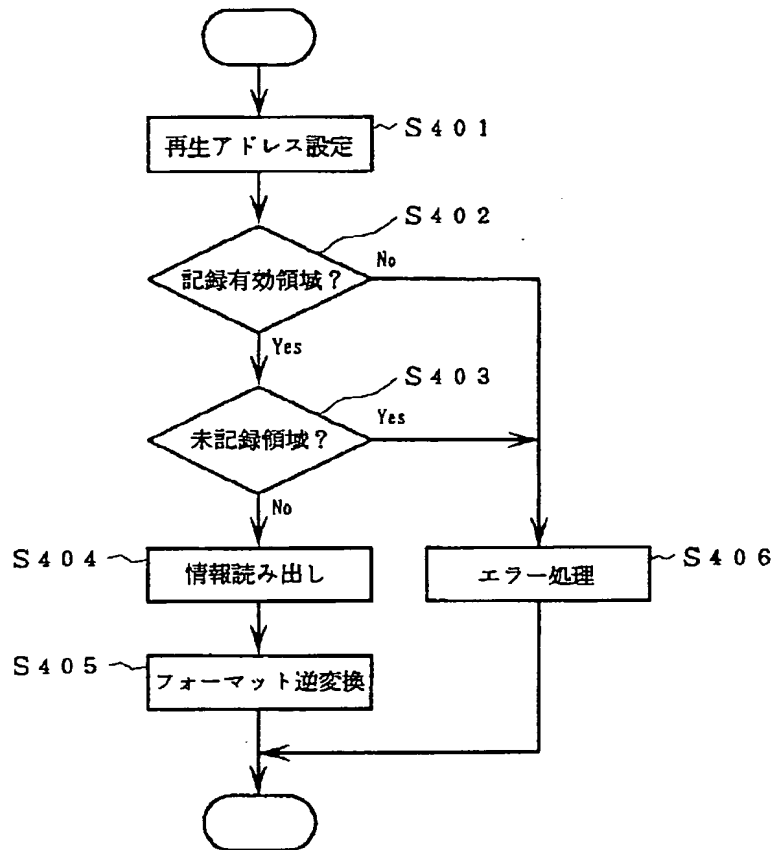 再生アドレス設定
S401
S402
記録有効領域?
No
Yes
S403
未記録領域?
Yes
No
S404
情報読み出し
エラー処理
S406
S405
フォーマット逆変換